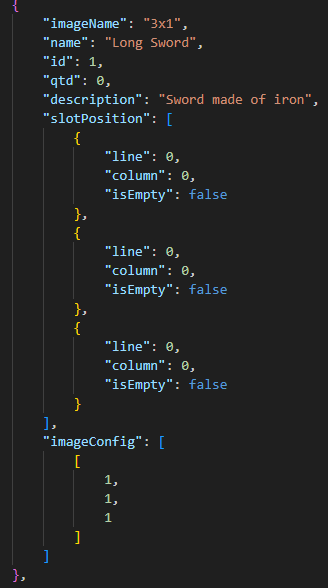 {
"imageName": "3x1",
"name": "Long Sword",
"id": 1,
"qtd": 0,
"description": "Sword made of iron",
"slotPosition": [
{
"line": 0,
"column": 0,
"isEmpty": false
},
{
"line": 0,
"column": 0,
"isEmpty": false
},
{
"line": 0,
"column": 0,
"isEmpty": false
}
],
"imageConfig": [
[
1,
1,
1
]
]
},